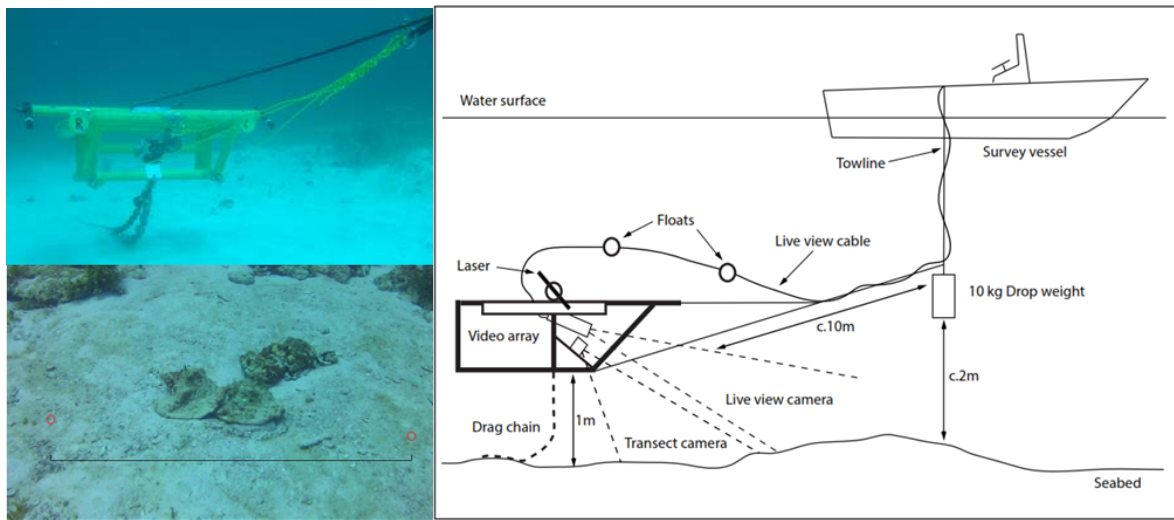 R
Water surface
Survey vessel
Towline
Floats
Live view cable
Laser
10 kg Drop weight
Video array
c.10m
c.2m
Live view camera
Drag chain
1m
Transect camera
Seabed